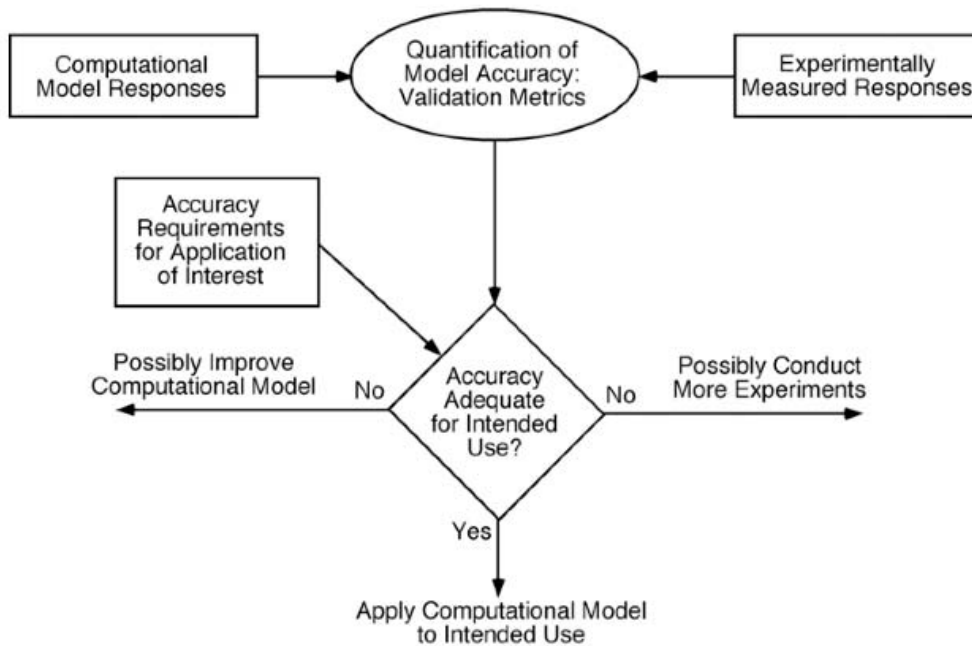 Computational
Model Responses
Quantification of
Model Accuracy:
Validation Metrics
Experimentally
Measured Responses
Accuracy
Requirements
for Application
of Interest
Possibly Improve
Computational Model
No
Accuracy
Adequate
for Intended
Use?
No
Possibly Conduct
More Experiments
Yes
Apply Computational Model
to Intended Use